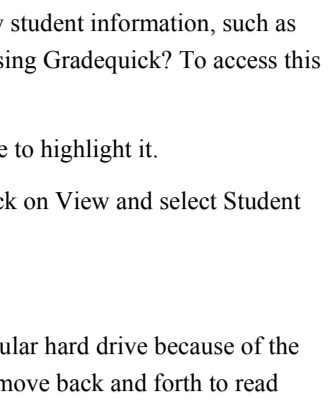 student information, such as
sing Gradequick? To access this
e to highlight it.
ck on View and select Student
ular hard drive because of the
move back and forth to read